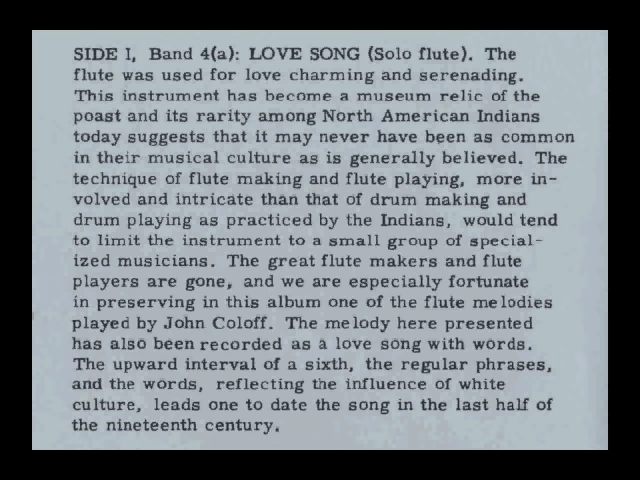 SIDE I, Band 4(a): LOVE SONG (Solo flute). The
flute was used for love charming and serenading.
This instrument has become a museum relic of the
poast and its rarity among North American Indians
today suggests that it may never have been as common
in their musical culture as is generally believed. The
technique of flute making and flute playing, more in-
volved and intricate than that of drum making and
drum playing as practiced by the Indians, would tend
to limit the instrument to a small group of special-
ized musicians. The great flute makers and flute
players are gone, and we are especially fortunate
in preserving in this album one of the flute melodies
played by John Coloff. The melody here presented
has also been recorded as a love song with words.
The upward interval of a sixth, the regular phrases,
and the words, reflecting the influence of white
culture, leads one to date the song in the last half of
the nineteenth century.